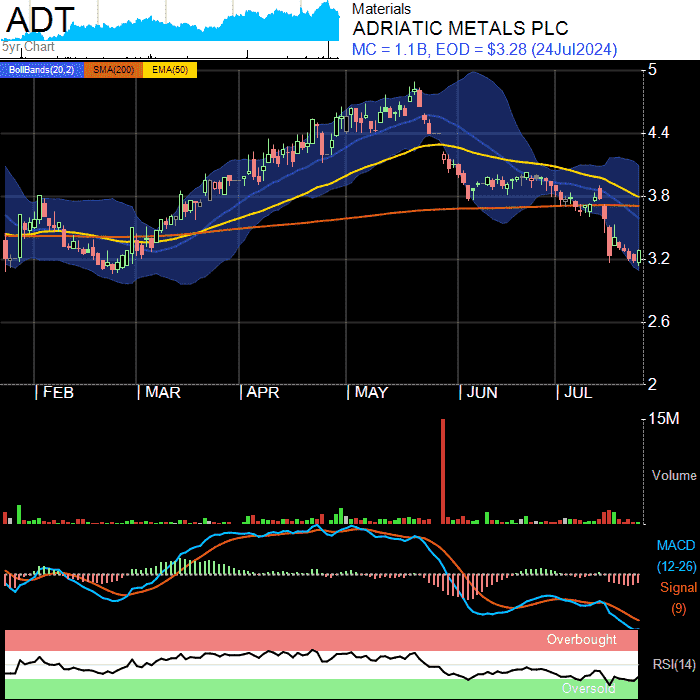 ADT
5yr Chart
Materials
ADRIATIC METALS PLC
MC = 1.1B, EOD = $3.28 (24Jul2024)
BollBands(20,2) SMA(200) EMA(50)
5
4.4
3.8
3.2
2.6
2
FEB MAR APR MAY JUN JUL
15M
Volume
MACD
(12-26)
Signal
(9)
Overbought
RSI(14)
Oversold